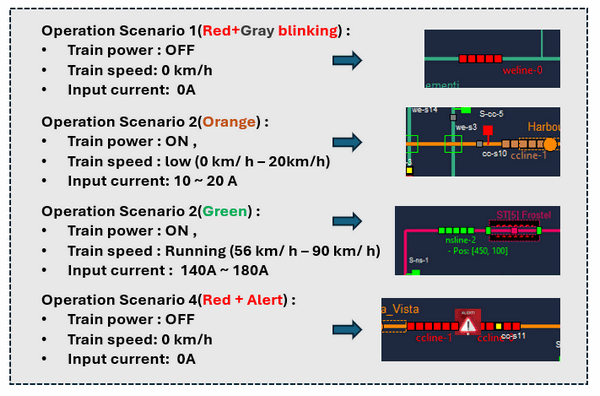 Operation Scenario 1(Red+Gray blinking) :
• Train power : OFF
• Train speed: 0 km/h
• Input current:  0A
weline-0
ementi
Operation Scenario 2(Orange) :
• Train power : ON ,
• Train speed : low (0 km/ h – 20km/h)
• Input current: 10 ~ 20 A
we-s14
S-cc-5
we-s3
Harbou
cc-s10
ccline-1
Operation Scenario 2(Green) :
• Train power : ON ,
• Train speed : Running (56 km/ h – 90 km/ h)
• Input current :  140A ~ 180A
ST[5] Frostel
nsline-2
- Pos: [450, 100]
S-ns-1
Operation Scenario 4(Red + Alert) :
• Train power : OFF
• Train speed: 0 km/h
• Input current:  0A
a_Vista
ALERT!
ccline-1
ccline-
cc-s11
S